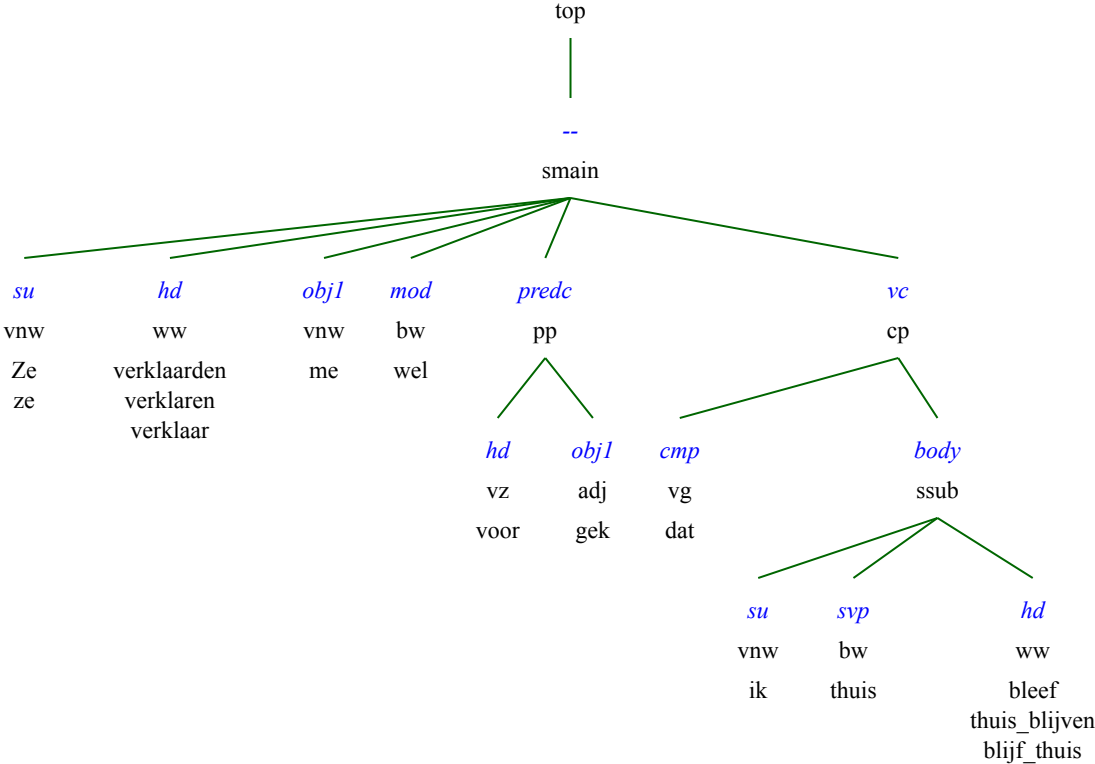 top
--
smain
su hd obj1 mod predc vc
vnw ww vnw bw pp cp
Ze verklaarden me wel
ze verklaren
verklaar
hd obj1 cmp body
vz adj vg ssub
voor gek dat
su svp hd
vnw bw ww
ik thuis bleef
thuis_blijven
blijf_thuis